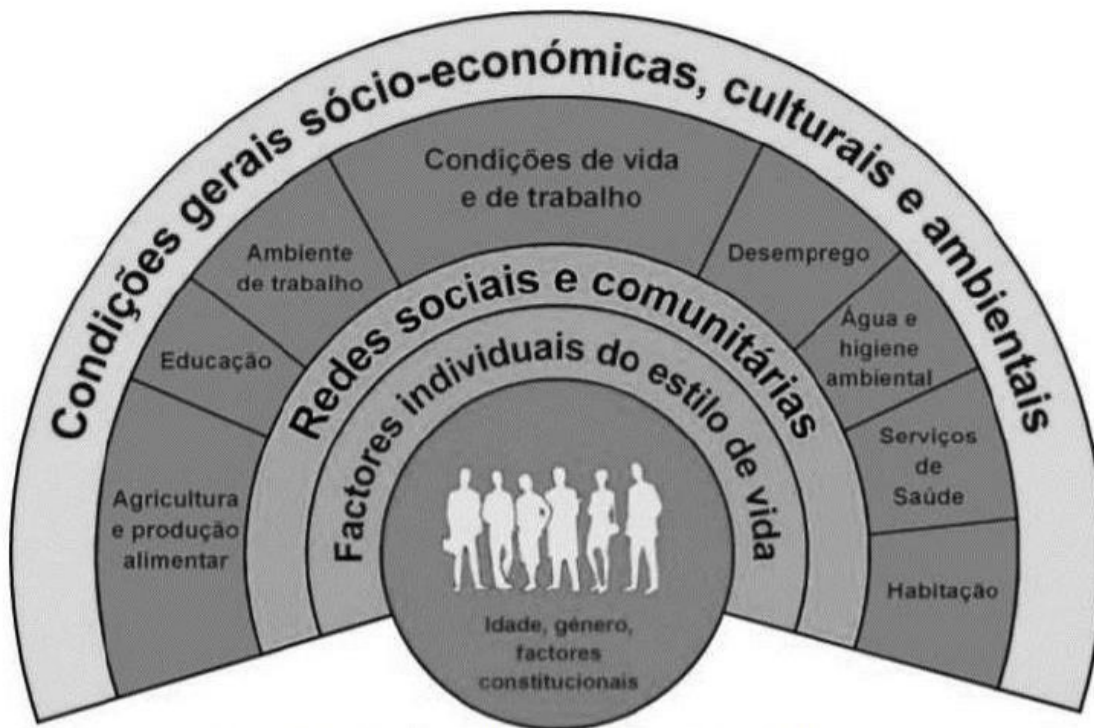 Condições gerais sócio-económicas, culturais e ambientais
Condições de vida
e de trabalho
Ambiente
de trabalho
Desemprego
Educação
Água e
higiene
ambiental
Agricultura
e produção
alimentar
Serviços
de
Saúde
Habitação
Redes sociais e comunitárias
Factores individuais do estilo de vida
Idade, género,
factores
constitucionais